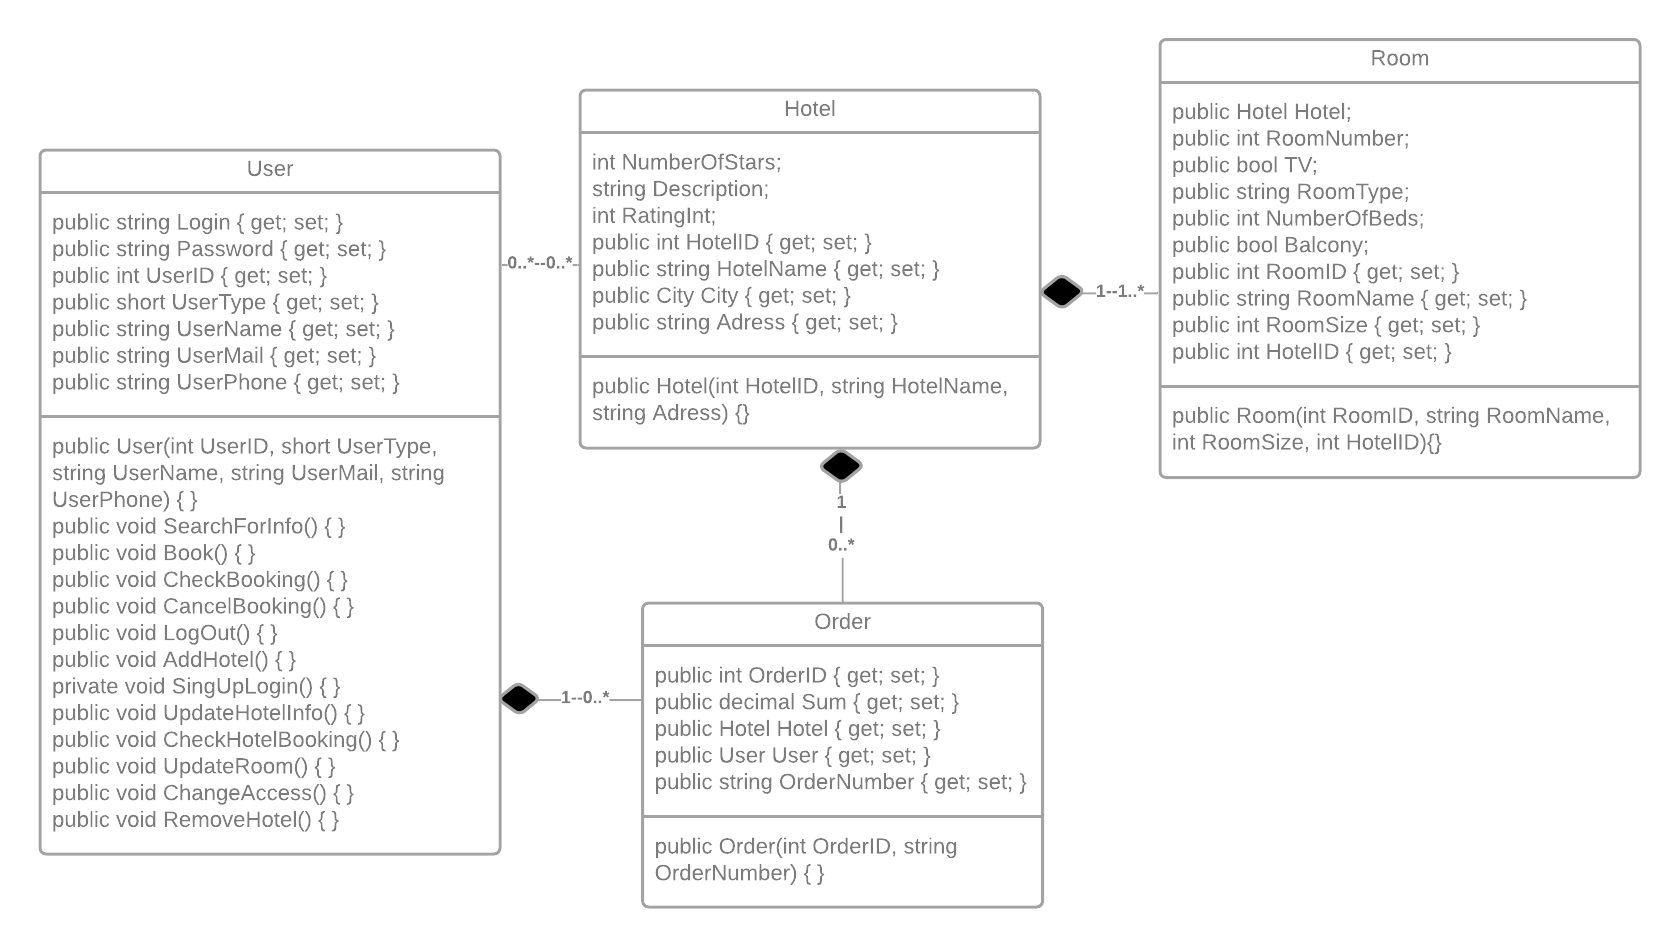 User
public string Login { get; set; }
public string Password { get; set; }
public int UserID { get; set; }
public short UserType { get; set; }
public string UserName { get; set; }
public string UserMail { get; set; }
public string UserPhone { get; set; }
public User(int UserID, short UserType,
string UserName, string UserMail, string
UserPhone) { }
public void SearchForInfo() { }
public void Book() { }
public void CheckBooking() { }
public void CancelBooking() { }
public void LogOut() { }
public void AddHotel() { }
private void SingUpLogin() { }
public void UpdateHotelInfo() { }
public void CheckHotelBooking() { }
public void UpdateRoom() { }
public void ChangeAccess() { }
public void RemoveHotel() { }
0..*--0..*
Hotel
int NumberOfStars;
string Description;
int RatingInt;
public int HotelID { get; set; }
public string HotelName { get; set; }
public City City { get; set; }
public string Adress { get; set; }
public Hotel(int HotelID, string HotelName,
string Adress) {}
1--1..*
Room
public Hotel Hotel;
public int RoomNumber;
public bool TV;
public string RoomType;
public int NumberOfBeds;
public bool Balcony;
public int RoomID { get; set; }
public string RoomName { get; set; }
public int RoomSize { get; set; }
public int HotelID { get; set; }
public Room(int RoomID, string RoomName,
int RoomSize, int HotelID){}
1
|
0..*
1--0..*
Order
public int OrderID { get; set; }
public decimal Sum { get; set; }
public Hotel Hotel { get; set; }
public User User { get; set; }
public string OrderNumber { get; set; }
public Order(int OrderID, string
OrderNumber) { }